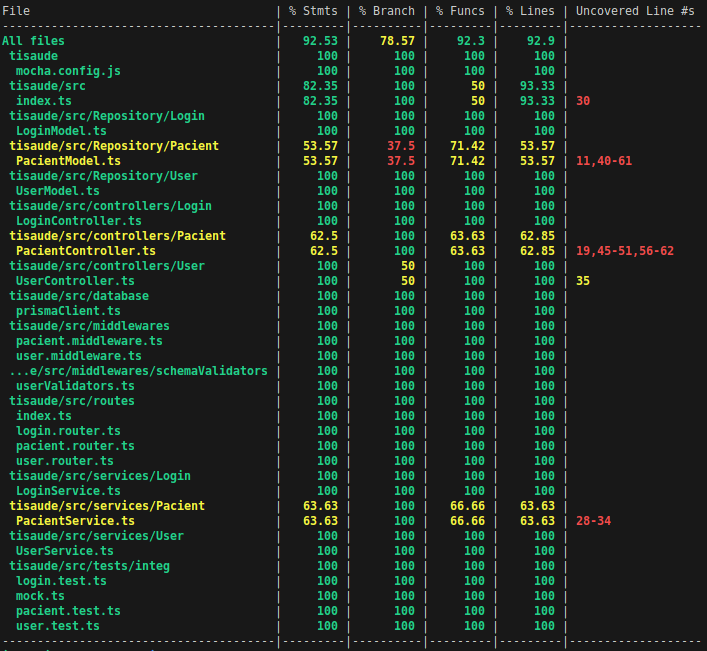 File | % Stmts | % Branch | % Funcs | % Lines | Uncovered Line #s
-----------------------------------|---------|----------|---------|---------|-------------------
All files | 92.53 | 78.57 | 92.3 | 92.9 |
tisaude | 100 | 100 | 100 | 100 |
mocha.config.js | 100 | 100 | 100 | 100 |
tisaude/src | 82.35 | 100 | 50 | 93.33 |
index.ts | 82.35 | 100 | 50 | 93.33 | 30
tisaude/src/Repository/Login | 100 | 100 | 100 | 100 |
LoginModel.ts | 100 | 100 | 100 | 100 |
tisaude/src/Repository/Pacient | 53.57 | 37.5 | 71.42 | 53.57 |
PacientModel.ts | 53.57 | 37.5 | 71.42 | 53.57 | 11,40-61
tisaude/src/Repository/User | 100 | 100 | 100 | 100 |
UserModel.ts | 100 | 100 | 100 | 100 |
tisaude/src/controllers/Login | 100 | 100 | 100 | 100 |
LoginController.ts | 100 | 100 | 100 | 100 |
tisaude/src/controllers/Pacient | 62.5 | 100 | 63.63 | 62.85 |
PacientController.ts | 62.5 | 100 | 63.63 | 62.85 | 19,45-51,56-62
tisaude/src/controllers/User | 100 | 50 | 100 | 100 |
UserController.ts | 100 | 50 | 100 | 100 | 35
tisaude/src/database | 100 | 100 | 100 | 100 |
prismaClient.ts | 100 | 100 | 100 | 100 |
tisaude/src/middlewares | 100 | 100 | 100 | 100 |
pacient.middleware.ts | 100 | 100 | 100 | 100 |
user.middleware.ts | 100 | 100 | 100 | 100 |
...e/src/middlewares/schemaValidators | 100 | 100 | 100 | 100 |
userValidators.ts | 100 | 100 | 100 | 100 |
tisaude/src/routes | 100 | 100 | 100 | 100 |
index.ts | 100 | 100 | 100 | 100 |
login.router.ts | 100 | 100 | 100 | 100 |
pacient.router.ts | 100 | 100 | 100 | 100 |
user.router.ts | 100 | 100 | 100 | 100 |
tisaude/src/services/Login | 100 | 100 | 100 | 100 |
LoginService.ts | 100 | 100 | 100 | 100 |
tisaude/src/services/Pacient | 63.63 | 100 | 66.66 | 63.63 |
PacientService.ts | 63.63 | 100 | 66.66 | 63.63 | 28-34
tisaude/src/services/User | 100 | 100 | 100 | 100 |
UserService.ts | 100 | 100 | 100 | 100 |
tisaude/src/tests/integ | 100 | 100 | 100 | 100 |
login.test.ts | 100 | 100 | 100 | 100 |
mock.ts | 100 | 100 | 100 | 100 |
pacient.test.ts | 100 | 100 | 100 | 100 |
user.test.ts | 100 | 100 | 100 | 100 |
-----------------------------------|---------|----------|---------|---------|-------------------